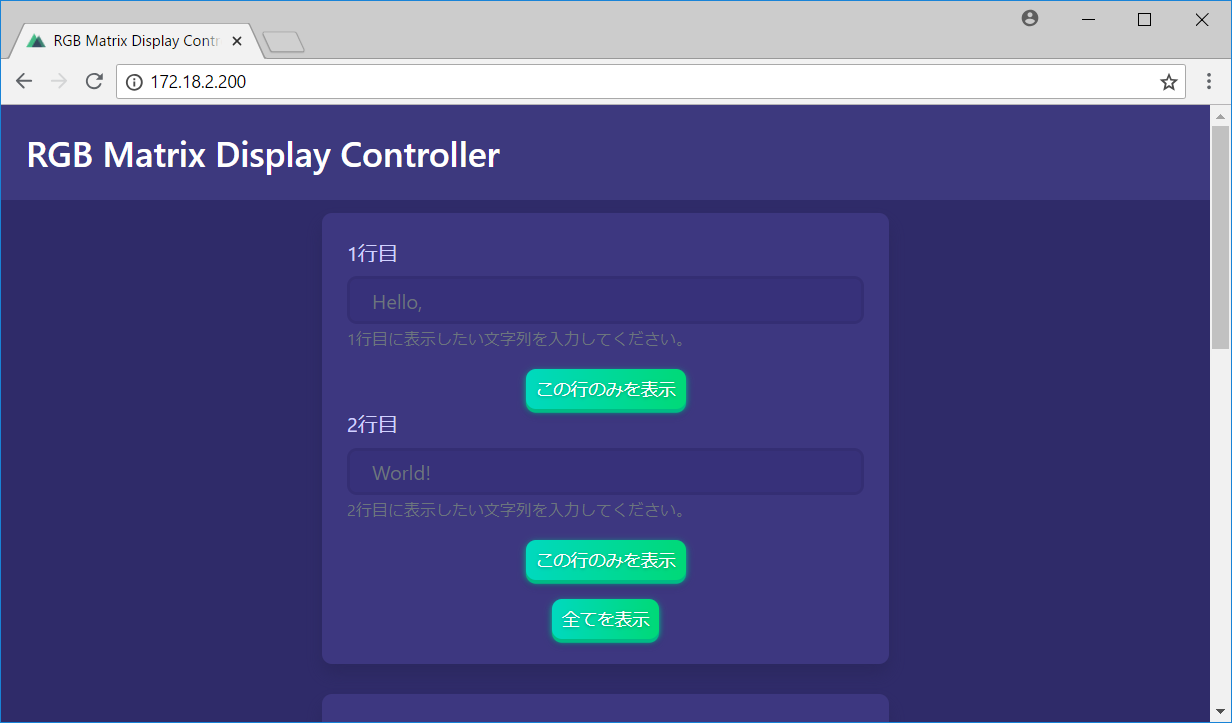 RGB Matrix Display Contr
172.18.2.200
RGB Matrix Display Controller
1行目
Hello,
1行目に表示したい文字列を入力してください。
この行のみを表示
2行目
World!
2行目に表示したい文字列を入力してください。
この行のみを表示
全てを表示